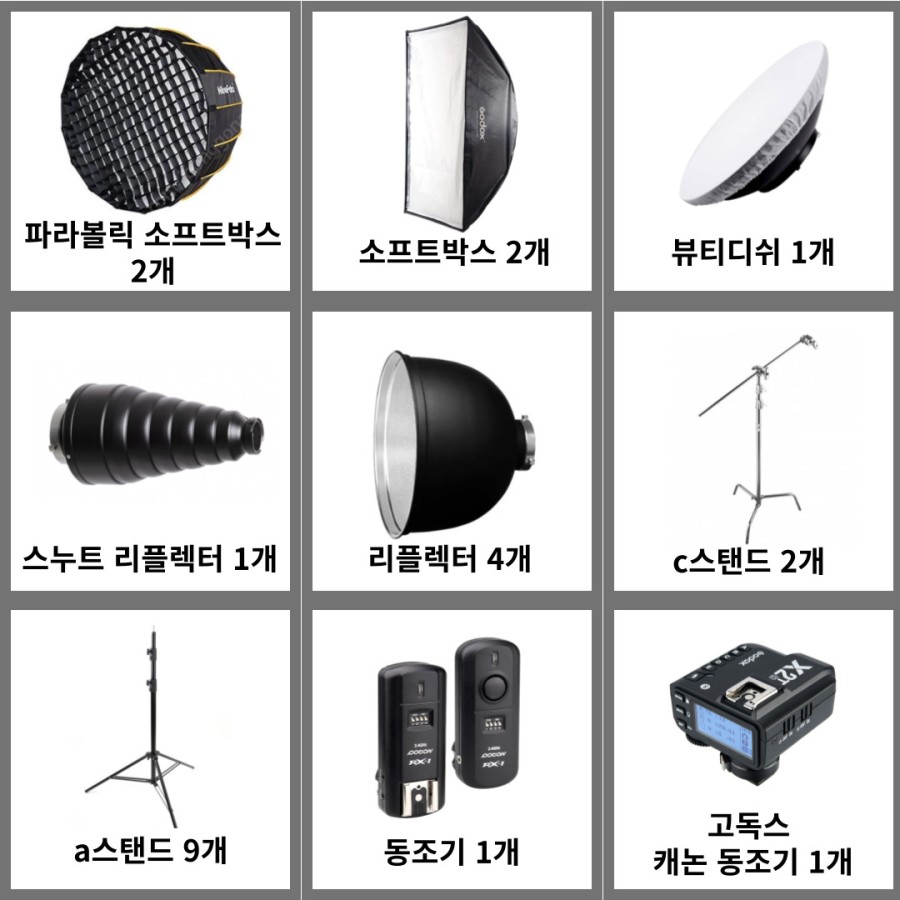 파라볼릭 소프트박스
2개
GODOX
소프트박스 2개
뷰티디쉬 1개
스누트 리플렉터 1개
리플렉터 4개
c스탠드 2개
a스탠드 9개
동조기 1개
godox
X2T
고독스
캐논 동조기 1개